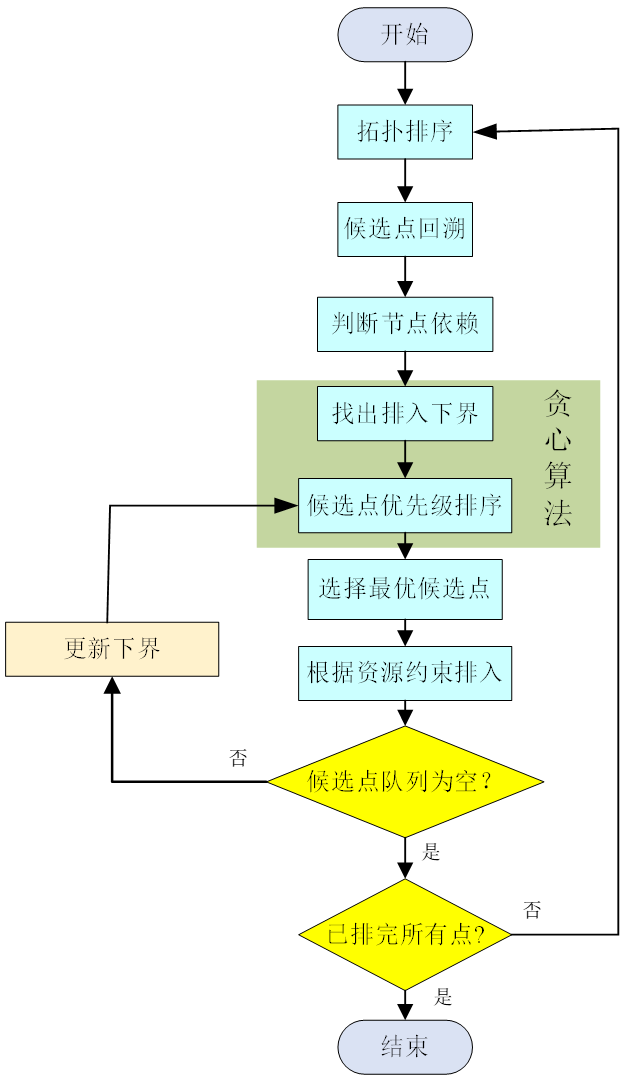 开始
拓扑排序
候选点回溯
判断节点依赖
找出排入下界
贪心算法
候选点优先级排序
选择最优候选点
更新下界
根据资源约束排入
否
候选点队列为空?
是
否
已排完所有点?
是
结束